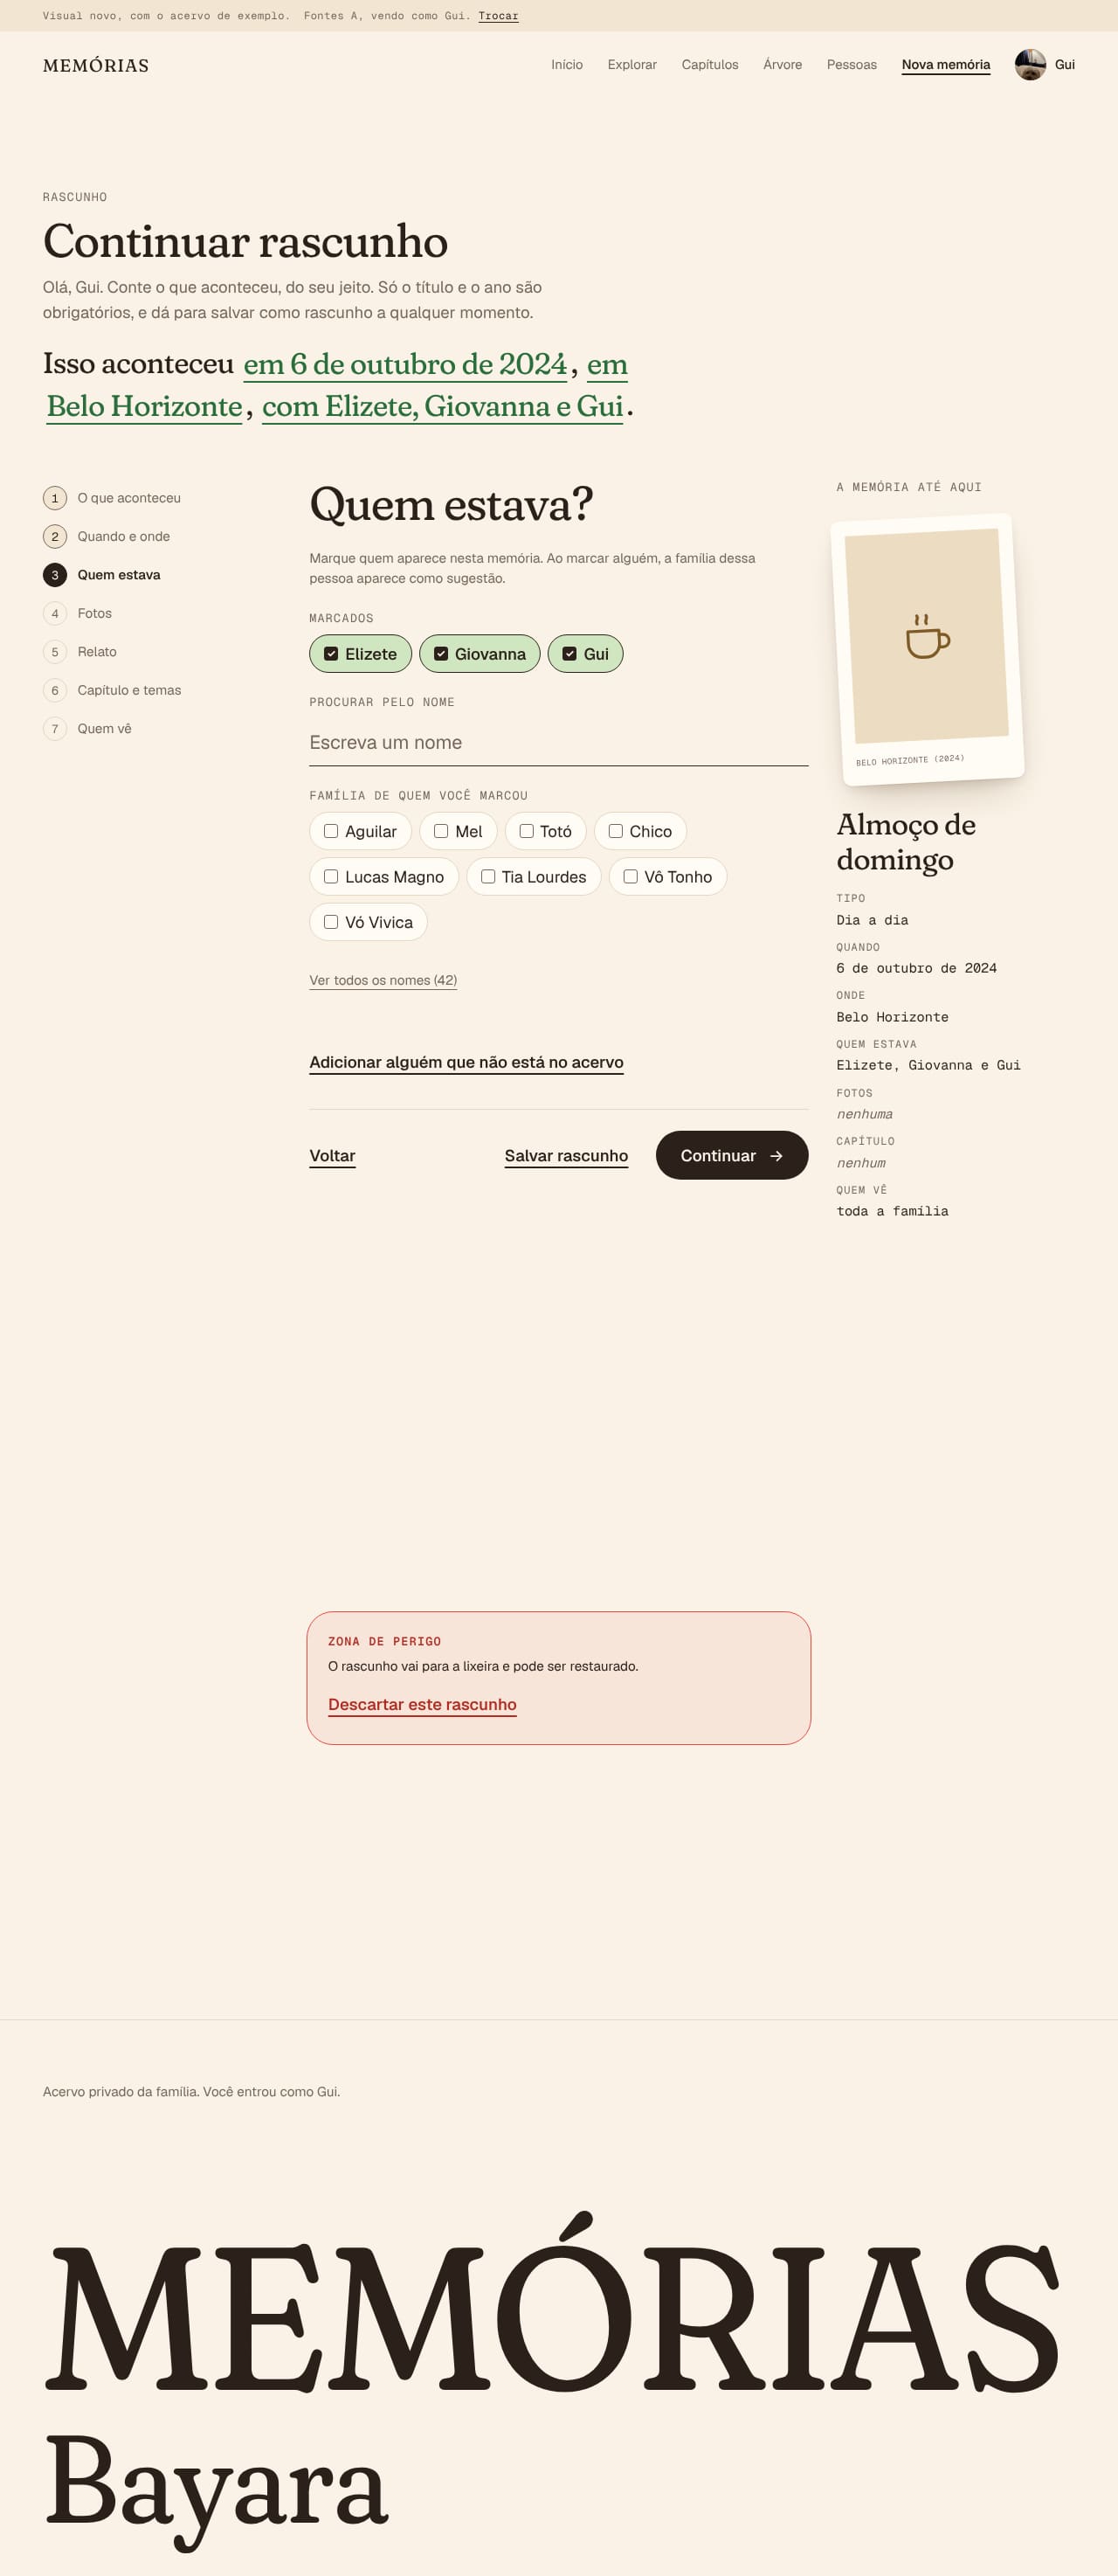 Visual novo, com o acervo de exemplo. Fontes A, vendo como Gui. Trocar
MEMÓRIAS
Início Explorar Capítulos Árvore Pessoas Nova memória Gui
RASCUNHO
Continuar rascunho
Olá, Gui. Conte o que aconteceu, do seu jeito. Só o título e o ano são
obrigatórios, e dá para salvar como rascunho a qualquer momento.
Isso aconteceu em 6 de outubro de 2024, em
Belo Horizonte, com Elizete, Giovanna e Gui.
1 O que aconteceu
2 Quando e onde
3 Quem estava
4 Fotos
5 Relato
6 Capítulo e temas
7 Quem vê
Quem estava?
Marque quem aparece nesta memória. Ao marcar alguém, a família dessa
pessoa aparece como sugestão.
MARCADOS
Elizete Giovanna Gui
PROCURAR PELO NOME
Escreva um nome
FAMÍLIA DE QUEM VOCÊ MARCOU
Aguilar Mel Totó Chico
Lucas Magno Tia Lourdes Vô Tonho
Vó Vivica
Ver todos os nomes (42)
Adicionar alguém que não está no acervo
Voltar Salvar rascunho Continuar →
A MEMÓRIA ATÉ AQUI
BELO HORIZONTE (2024)
Almoço de
domingo
TIPO
Dia a dia
QUANDO
6 de outubro de 2024
ONDE
Belo Horizonte
QUEM ESTAVA
Elizete, Giovanna e Gui
FOTOS
nenhuma
CAPÍTULO
nenhum
QUEM VÊ
toda a família
ZONA DE PERIGO
O rascunho vai para a lixeira e pode ser restaurado.
Descartar este rascunho
Acervo privado da família. Você entrou como Gui.
MEMÓRIAS
Bayara